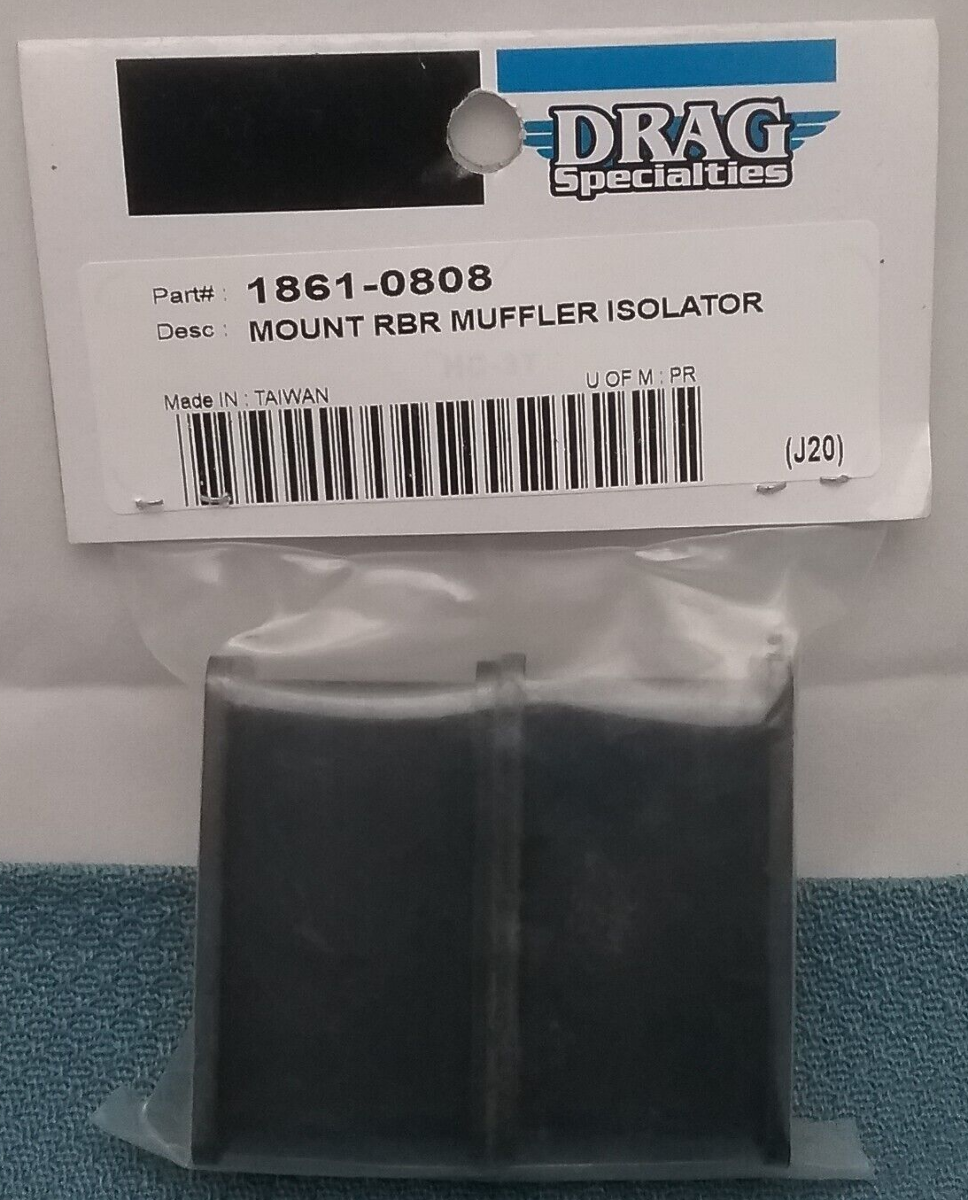 DRAG
Specialties
Part# : 1861-0808
Desc : MOUNT RBR MUFFLER ISOLATOR
Made IN : TAIWAN
U OF M : PR
(J20)